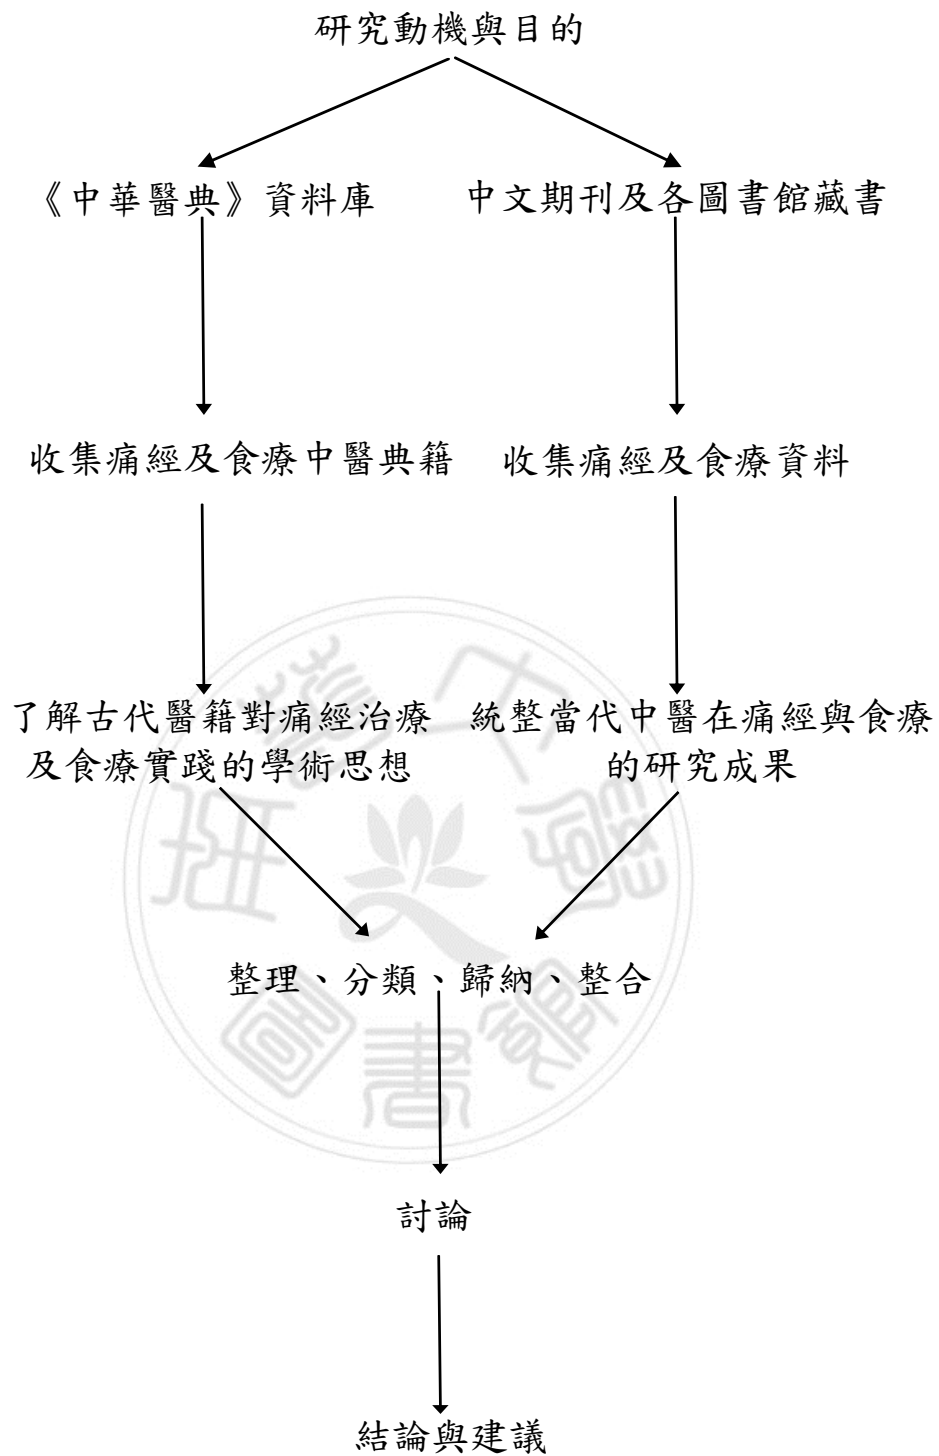 研究動機與目的
《中華醫典》資料庫
中文期刊及各圖書館藏書
收集痛經及食療中醫典籍
收集痛經及食療資料
了解古代醫籍對痛經治療
及食療實踐的學術思想
統整當代中醫在痛經與食療
的研究成果
整理、分類、歸納、整合
討論
結論與建議